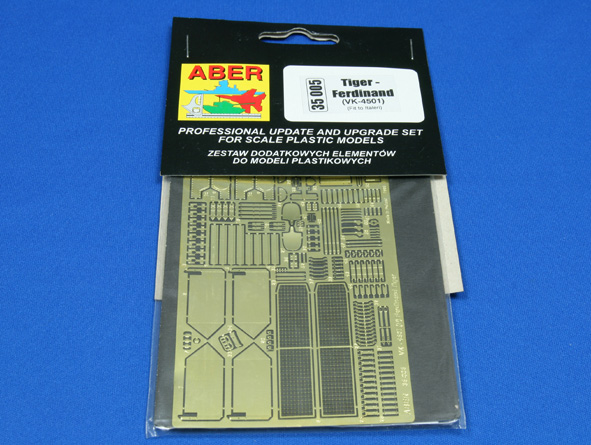 ABER
35 005
Tiger -
Ferdinand
(VK-4501)
(Fit to Italeri)
PROFESSIONAL UPDATE AND UPGRADE SET
FOR SCALE PLASTIC MODELS
ZESTAW DODATKOWYCH ELEMENTÓW
DO MODELI PLASTIKOWYCH